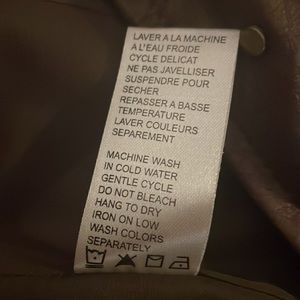 LAVER A LA MACHINE
A L'EAU FROIDE
CYCLE DELICAT
NE PAS JAVELLISER
SUSPENDRE POUR
SECHER
REPASSER A BASSE
TEMPERATURE
LAVER COULEURS
SEPAREMENT
MACHINE WASH
IN COLD WATER
GENTLE CYCLE
DO NOT BLEACH
HANG TO DRY
IRON ON LOW
WASH COLORS
SEPARATELY